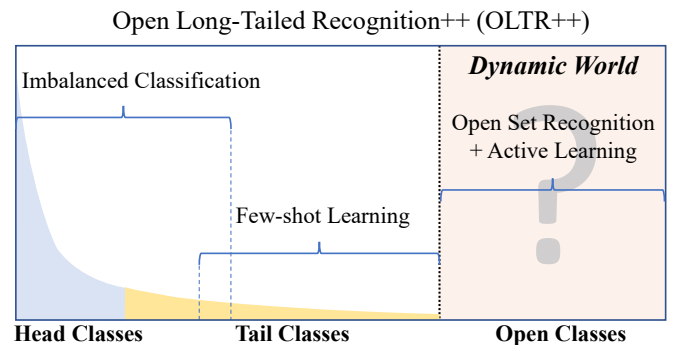 Open Long-Tailed Recognition++ (OLTR++)
Dynamic World
Imbalanced Classification
Open Set Recognition
+ Active Learning
Few-shot Learning
?
Head Classes
Tail Classes
Open Classes